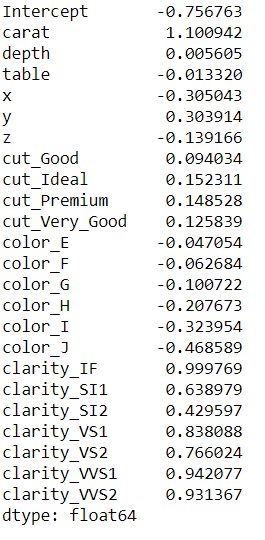 Intercept -0.756763
carat 1.100942
depth 0.005605
table -0.013320
x -0.305043
y 0.303914
z -0.139166
cut_Good 0.094034
cut_Ideal 0.152311
cut_Premium 0.148528
cut_Very_Good 0.125839
color_E -0.047054
color_F -0.062684
color_G -0.100722
color_H -0.207673
color_I -0.323954
color_J -0.468589
clarity_IF 0.999769
clarity_SI1 0.638979
clarity_SI2 0.429597
clarity_VS1 0.838088
clarity_VS2 0.766024
clarity_VVS1 0.942077
clarity_VVS2 0.931367
dtype: float64